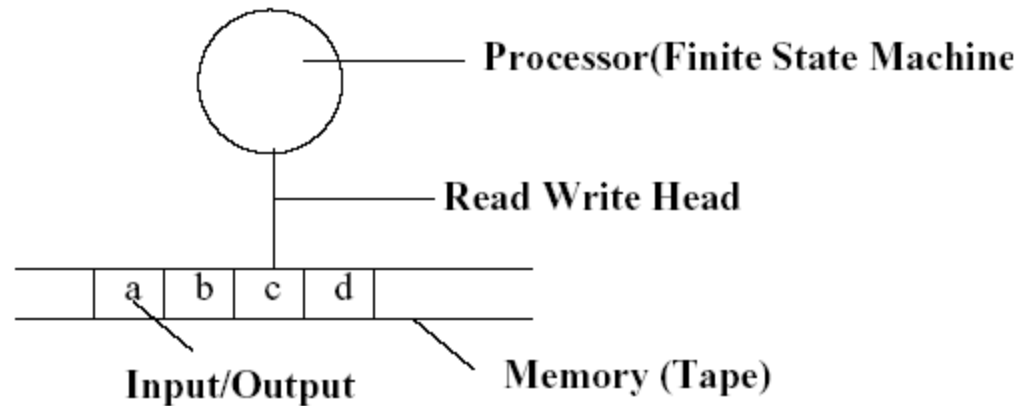 Processor(Finite State Machine
Read Write Head
a b c d
Input/Output
Memory (Tape)